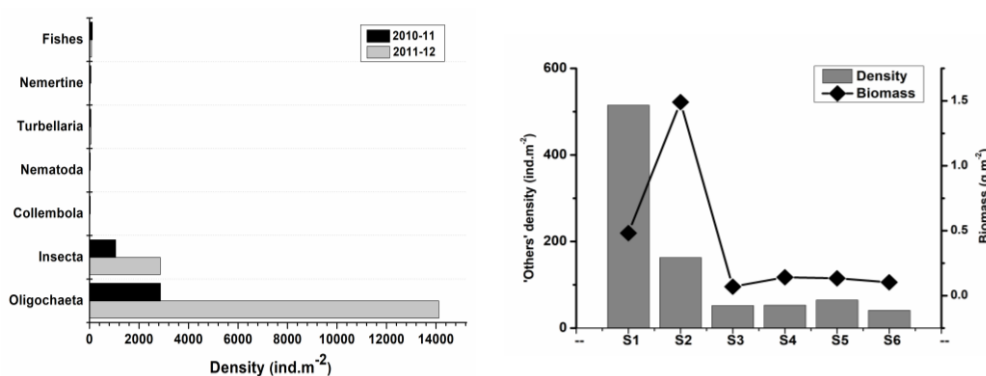 Fishes
Nemertine
Turbellaria
Nematoda
Collembola
Insecta
Oligochaeta
2010-11
2011-12
0 2000 4000 6000 8000 10000 12000 14000
Density (ind.m-2)
600
400
200
0
'Others' density (ind.m-2)
Density
Biomass
1.5
1.0
0.5
0.0
Biomass (g.m-2)
-- S1 S2 S3 S4 S5 S6 --